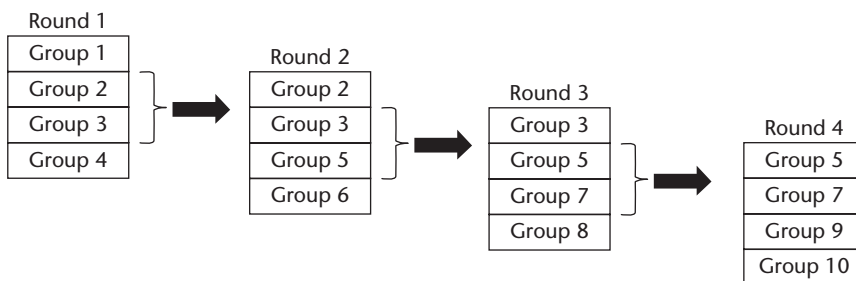 Round 1
Group 1
Group 2
Group 3
Group 4
Round 2
Group 2
Group 3
Group 5
Group 6
Round 3
Group 3
Group 5
Group 7
Group 8
Round 4
Group 5
Group 7
Group 9
Group 10